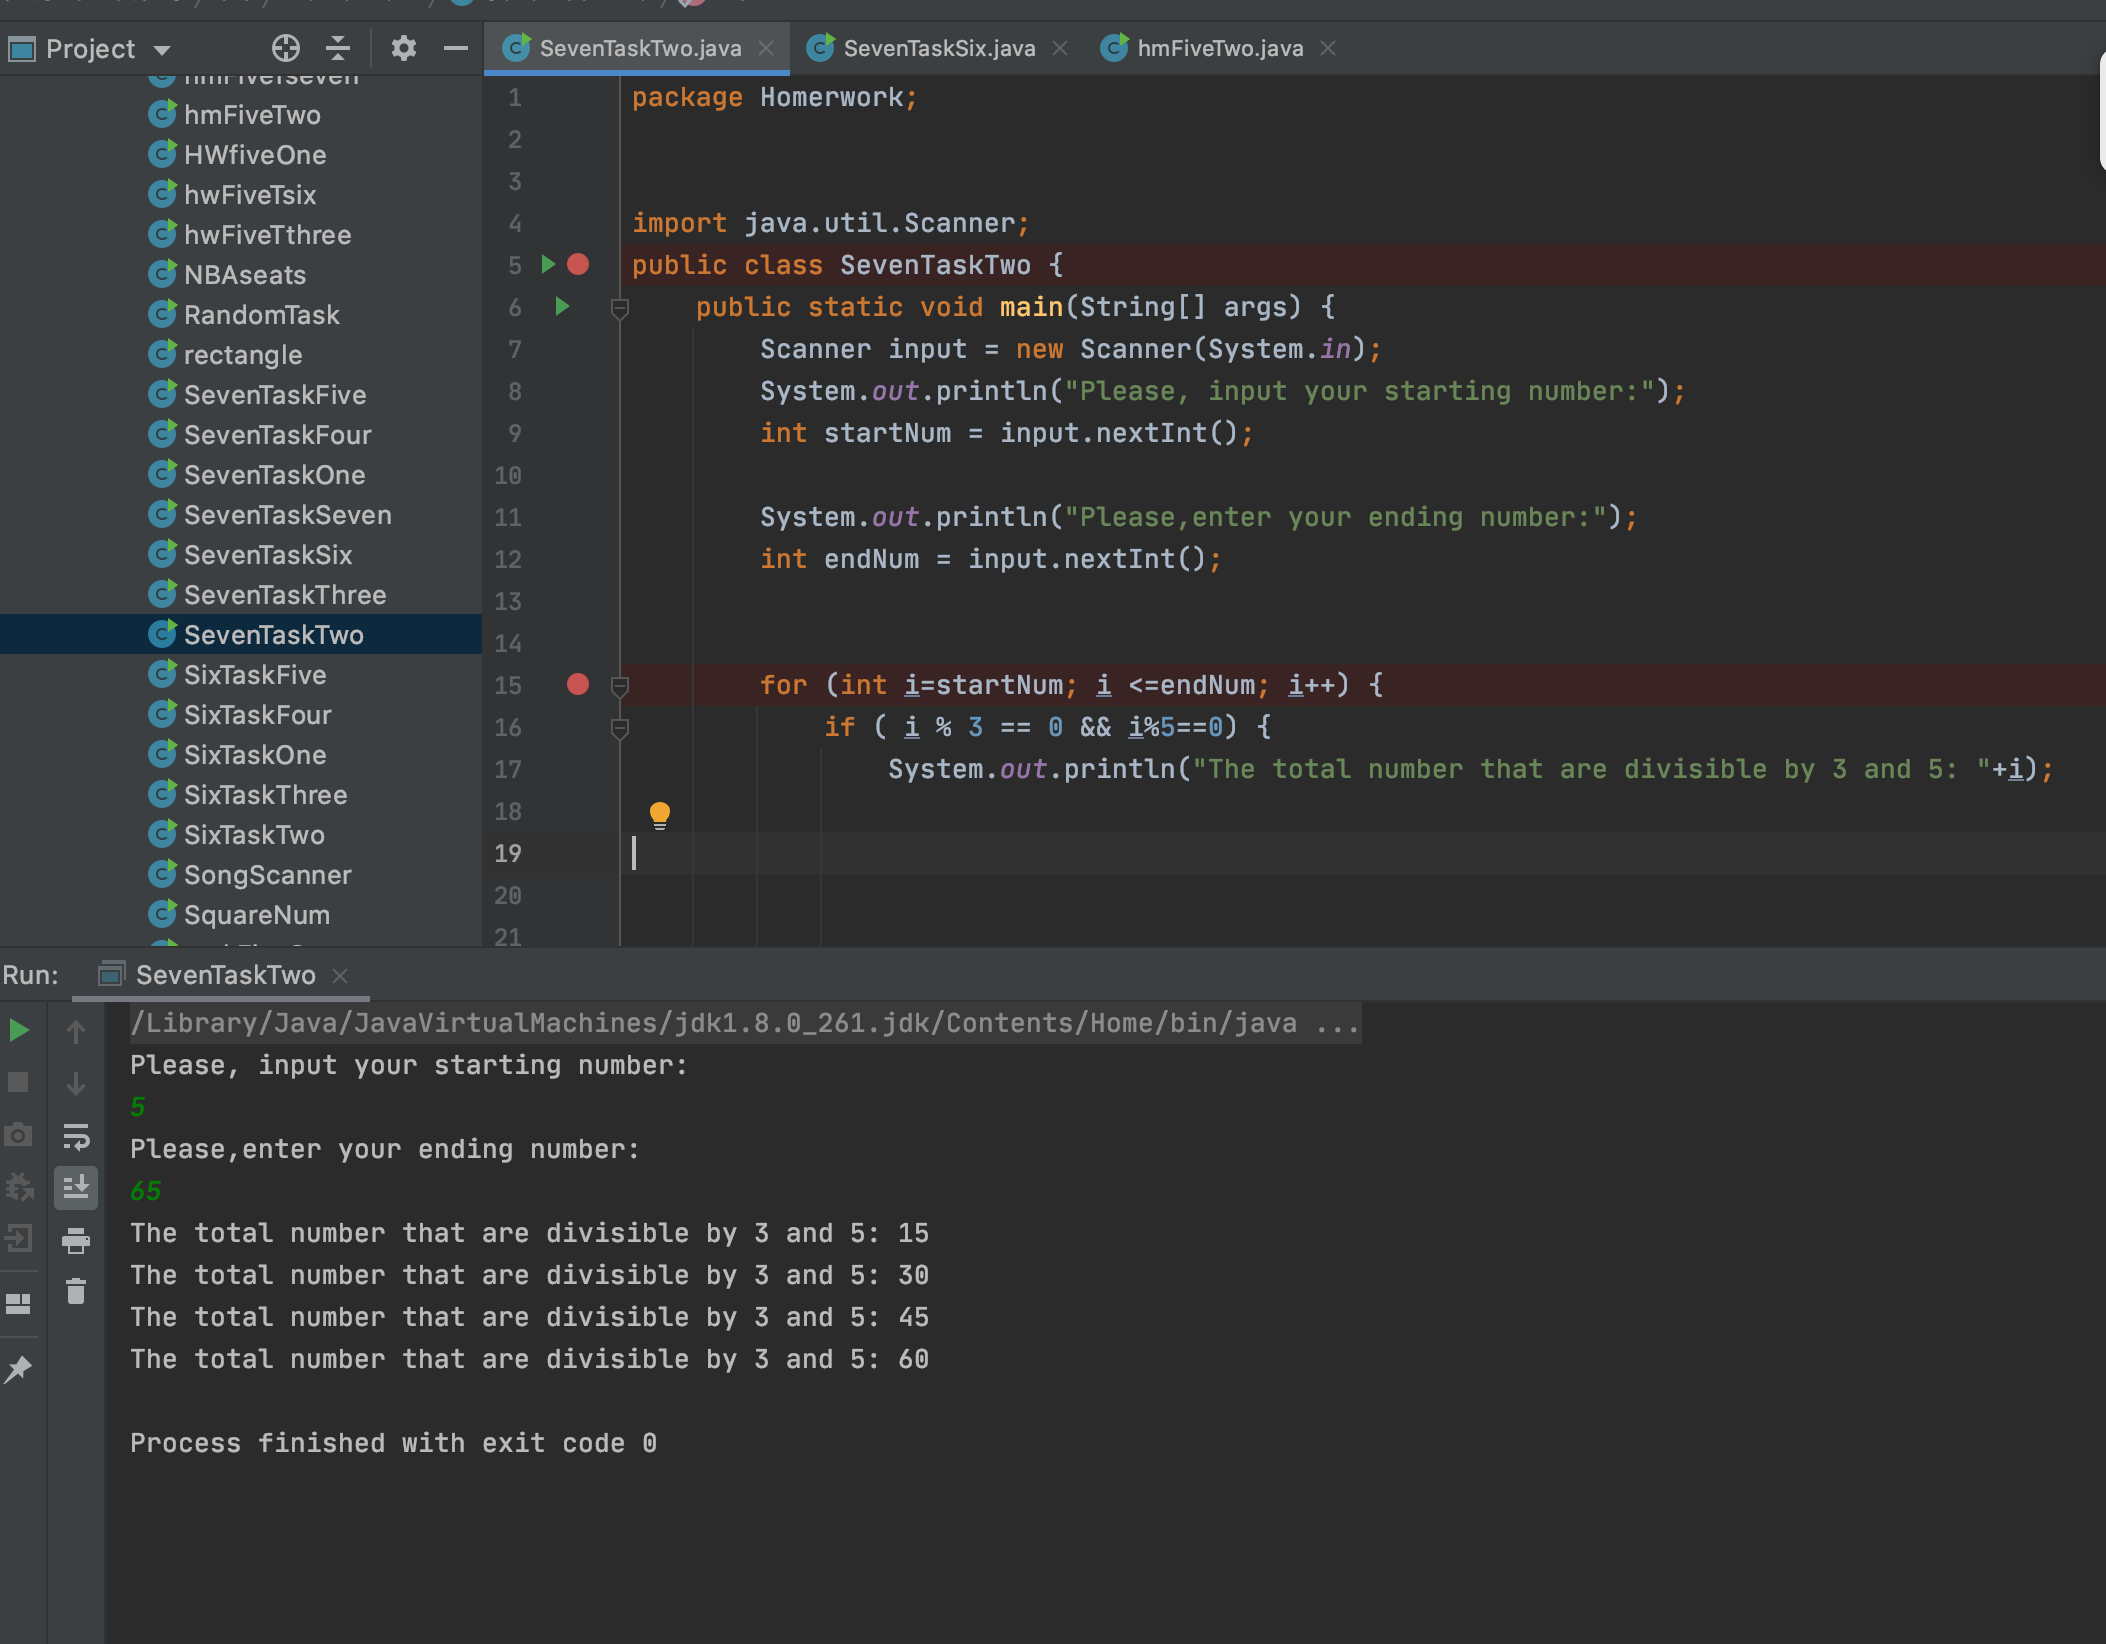 Project
SevenTaskTwo.java
SevenTaskSix.java
hmFiveTwo.java
hmFiveTwo
HWfiveOne
hwFiveTsix
hwFiveTthree
NBAseats
RandomTask
rectangle
SevenTaskFive
SevenTaskFour
SevenTaskOne
SevenTaskSeven
SevenTaskSix
SevenTaskThree
SevenTaskTwo
SixTaskFive
SixTaskFour
SixTaskOne
SixTaskThree
SixTaskTwo
SongScanner
SquareNum
1 package Homerwork;
2
3
4 import java.util.Scanner;
5 public class SevenTaskTwo {
6 public static void main(String[] args) {
7 Scanner input = new Scanner(System.in);
8 System.out.println("Please, input your starting number:");
9 int startNum = input.nextInt();
10
11 System.out.println("Please,enter your ending number:");
12 int endNum = input.nextInt();
13
14
15 for (int i=startNum; i <=endNum; i++) {
16 if ( i % 3 == 0 && i%5==0) {
17 System.out.println("The total number that are divisible by 3 and 5: "+i);
18
19
20
21
Run: SevenTaskTwo
/Library/Java/JavaVirtualMachines/jdk1.8.0_261.jdk/Contents/Home/bin/java ...
Please, input your starting number:
5
Please,enter your ending number:
65
The total number that are divisible by 3 and 5: 15
The total number that are divisible by 3 and 5: 30
The total number that are divisible by 3 and 5: 45
The total number that are divisible by 3 and 5: 60
Process finished with exit code 0